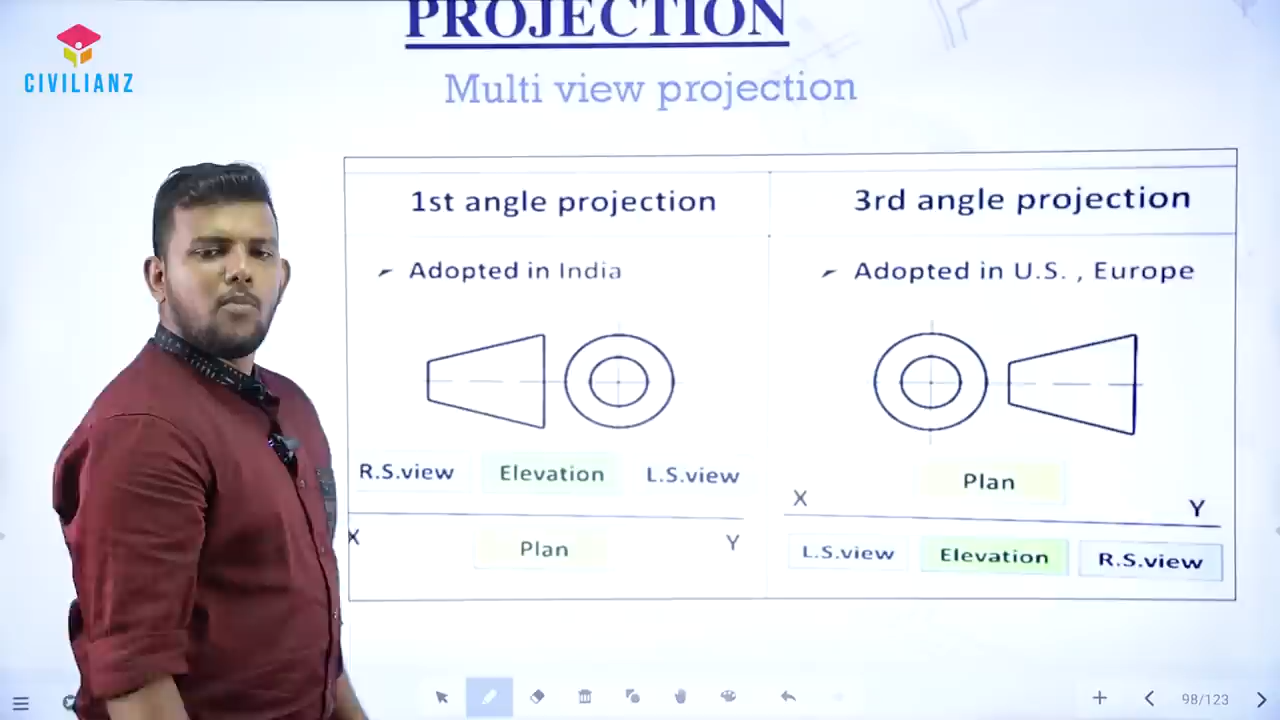 PROJECTION
CIVILIANZ
Multi view projection
1st angle projection
3rd angle projection
Adopted in India
Adopted in U.S. , Europe
R.S.view
Elevation
L.S.view
Plan
X
Y
X
Plan
Y
L.S.view
Elevation
R.S.view
98/123